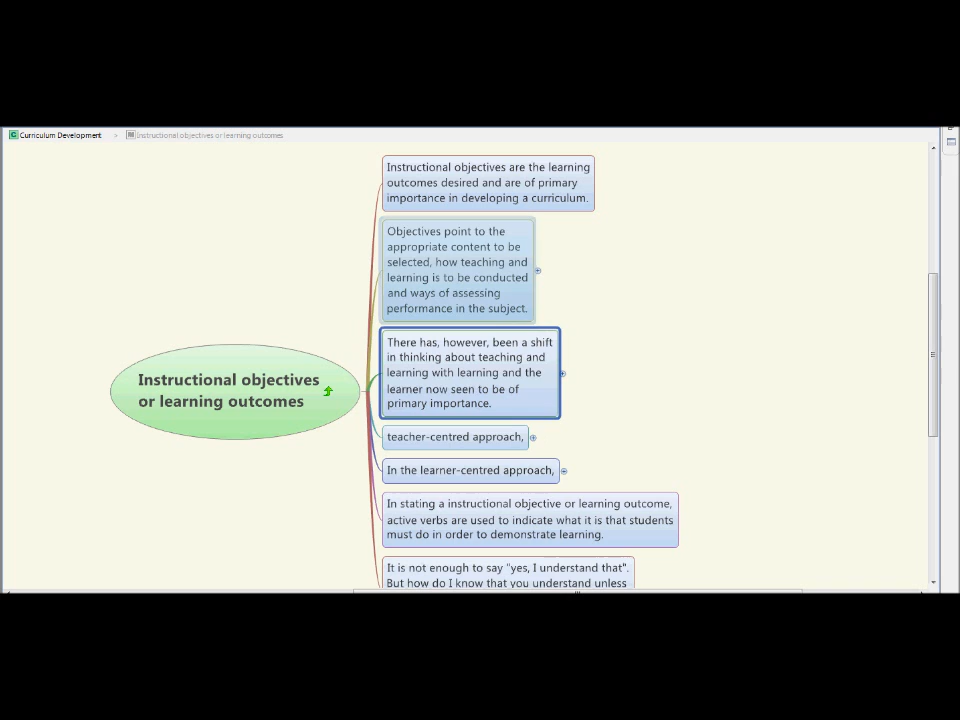 Curriculum Development > Instructional objectives or learning outcomes
Instructional objectives are the learning
outcomes desired and are of primary
importance in developing a curriculum.
Objectives point to the
appropriate content to be
selected, how teaching and
learning is to be conducted
and ways of assessing
performance in the subject.
There has, however, been a shift
in thinking about teaching and
learning with learning and the
learner now seen to be of
primary importance.
Instructional objectives
or learning outcomes
teacher-centred approach,
In the learner-centred approach,
In stating a instructional objective or learning outcome,
active verbs are used to indicate what it is that students
must do in order to demonstrate learning.
It is not enough to say "yes, I understand that".
But how do I know that you understand unless